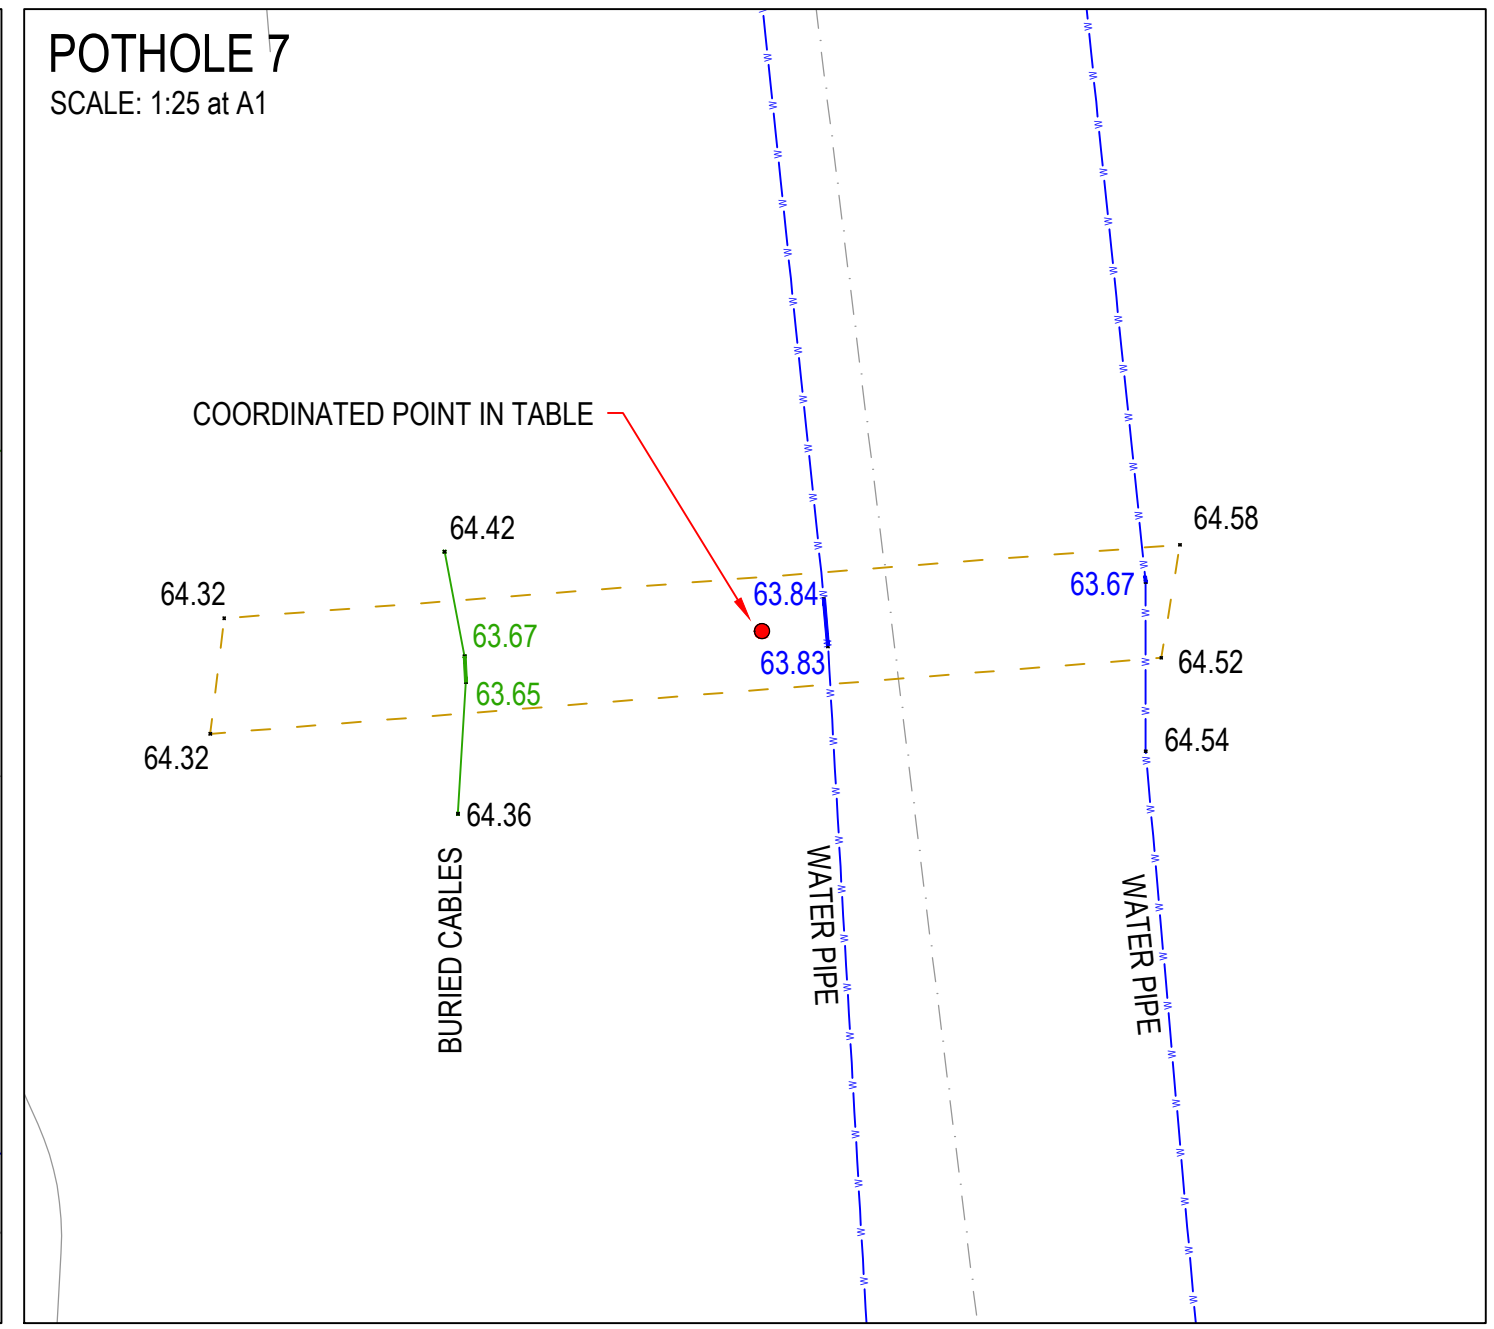 POTHOLE 7
SCALE: 1:25 at A1
COORDINATED POINT IN TABLE
64.42
64.58
64.32
63.84
63.67
63.67
63.83
64.52
63.65
64.32
64.54
64.36
BURIED CABLES
WATER PIPE
WATER PIPE
W W W W W W W W W W W W W W W W W W W W W W W W W W
W W W W W W W W W W W W W W W W W W W W W W W W W W